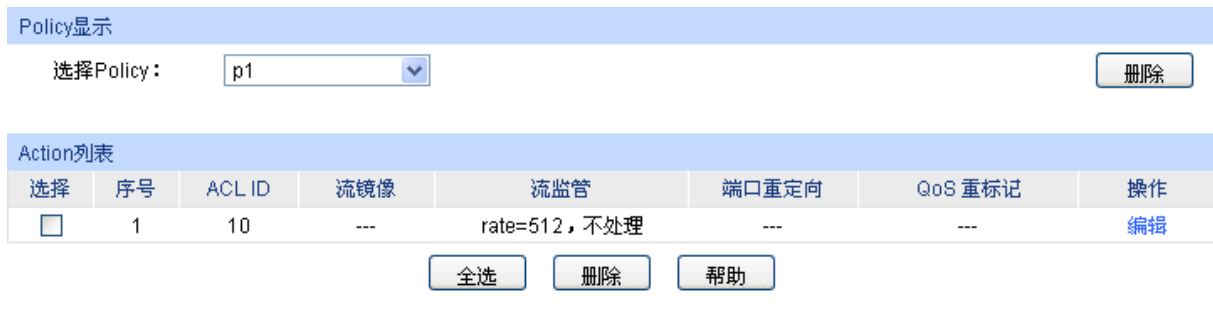 Policy显示
选择Policy： p1 删除
Action列表
选择 序号 ACL ID 流镜像 流监管 端口重定向 QoS 重标记 操作
1 10 --- rate=512，不处理 --- --- 编辑
全选 删除 帮助